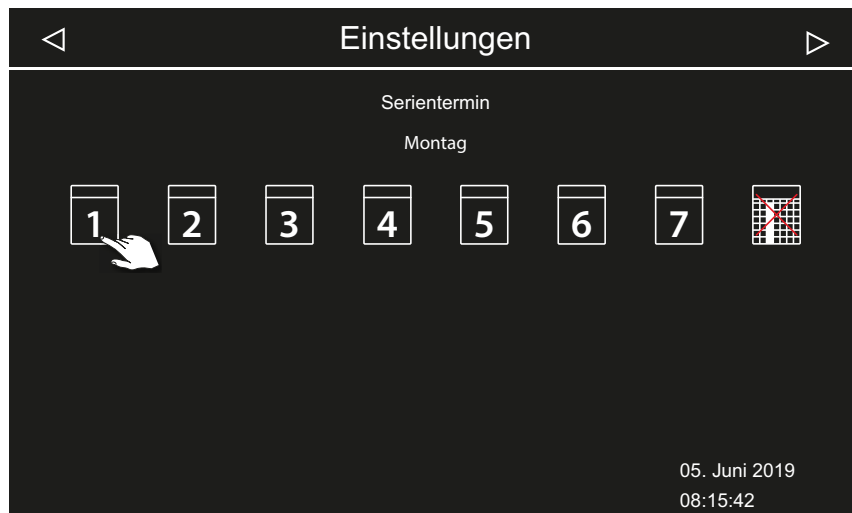 Einstellungen
Serientermin
Montag
1 2 3 4 5 6 7
05. Juni 2019
08:15:42